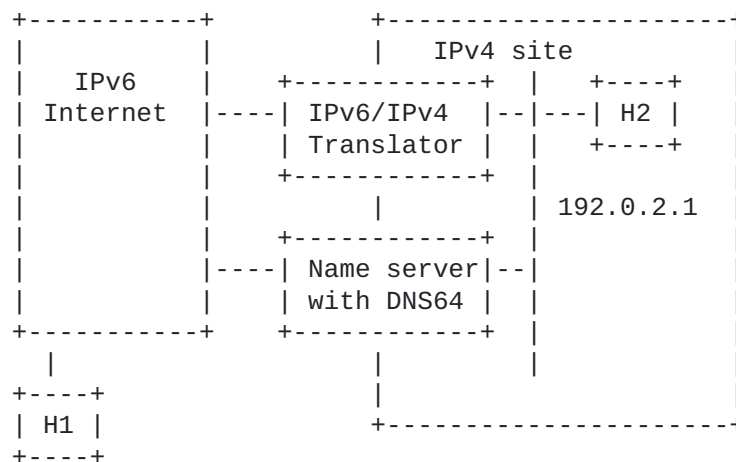 IPv4 site
IPv6
Internet
IPv6/IPv4
Translator
H2
192.0.2.1
Name server
with DNS64
H1